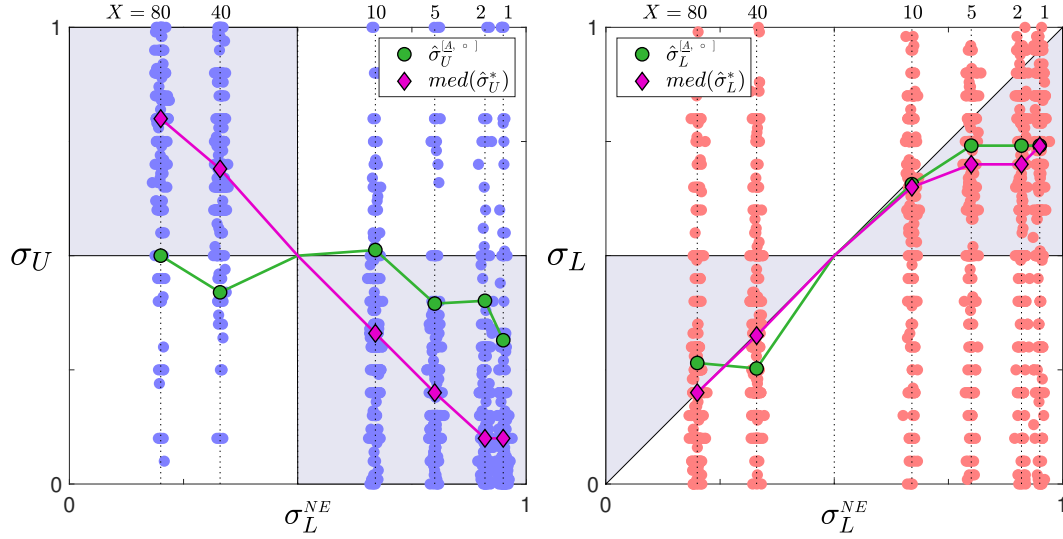 X = 80 40 10 5 2 1
1
σ̂_U^[A, ∘]
med(σ̂_U^*)
σ_U
0
0 1
σ_L^NE
X = 80 40 10 5 2 1
1
σ̂_L^[A, ∘]
med(σ̂_L^*)
σ_L
0
0 1
σ_L^NE